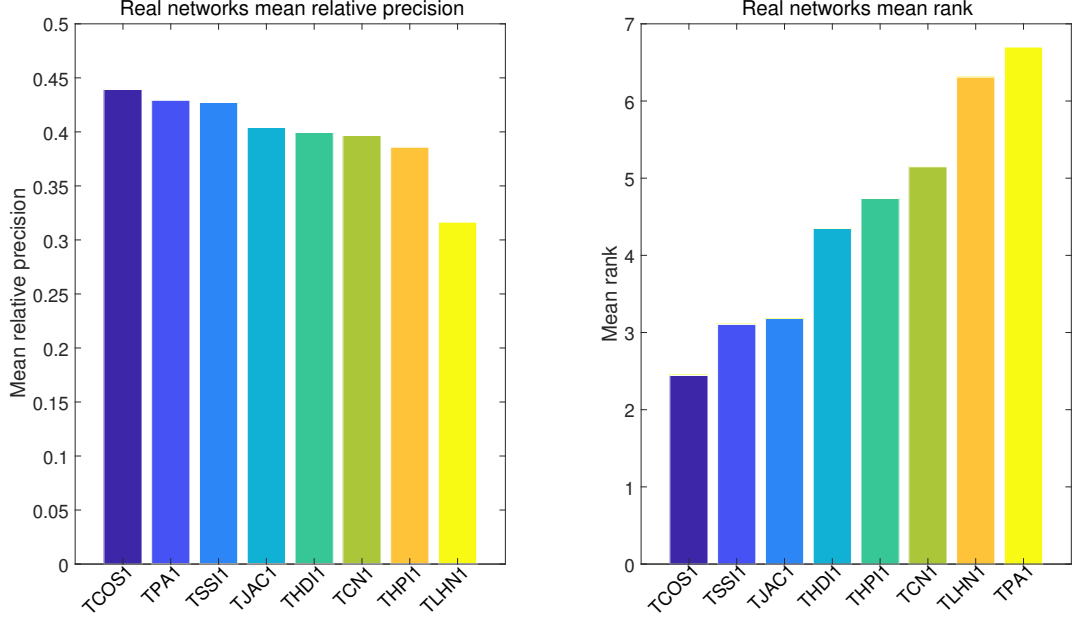 Real networks mean relative precision
0.5
0.45
0.4
0.35
0.3
0.25
0.2
0.15
0.1
0.05
0
Mean relative precision
TCOS1
TPA1
TSSI1
TJAC1
THDI1
TCN1
THPI1
TLHN1
Real networks mean rank
7
6
5
4
3
2
1
0
Mean rank
TCOS1
TSSI1
TJAC1
THDI1
THPI1
TCN1
TLHN1
TPA1